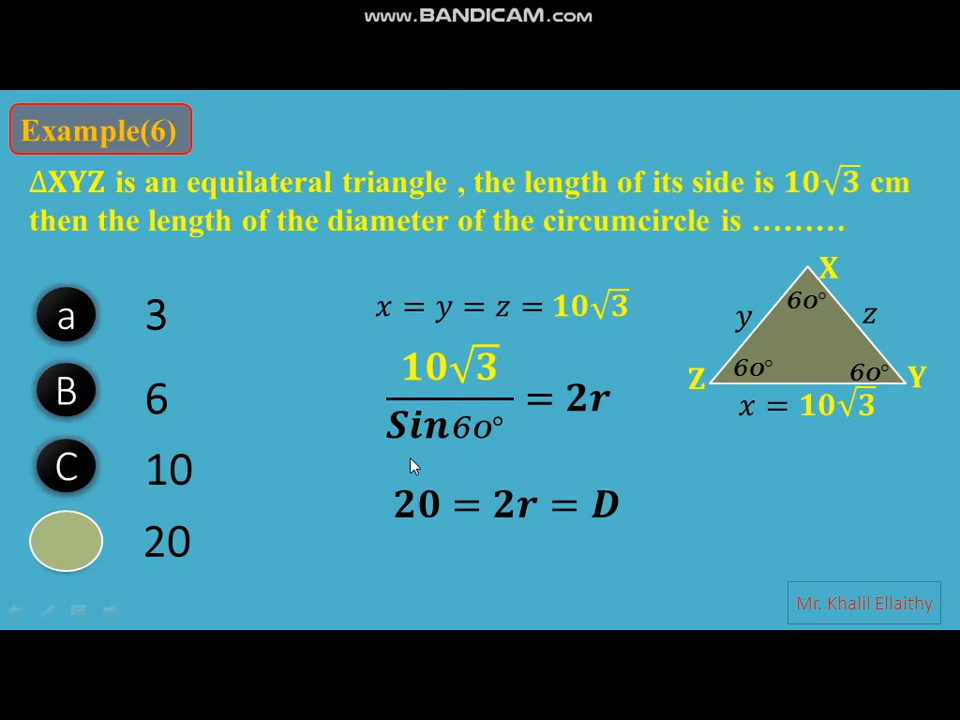 www.BANDICAM.com
Example(6)
ΔXYZ is an equilateral triangle , the length of its side is 10√3 cm
then the length of the diameter of the circumcircle is ………
a 3
B 6
C 10
20
x = y = z = 10√3
10√3
Sin60° = 2r
20 = 2r = D
X
60°
y z
60° 60°
Z Y
x = 10√3
Mr. Khalil Ellaithy